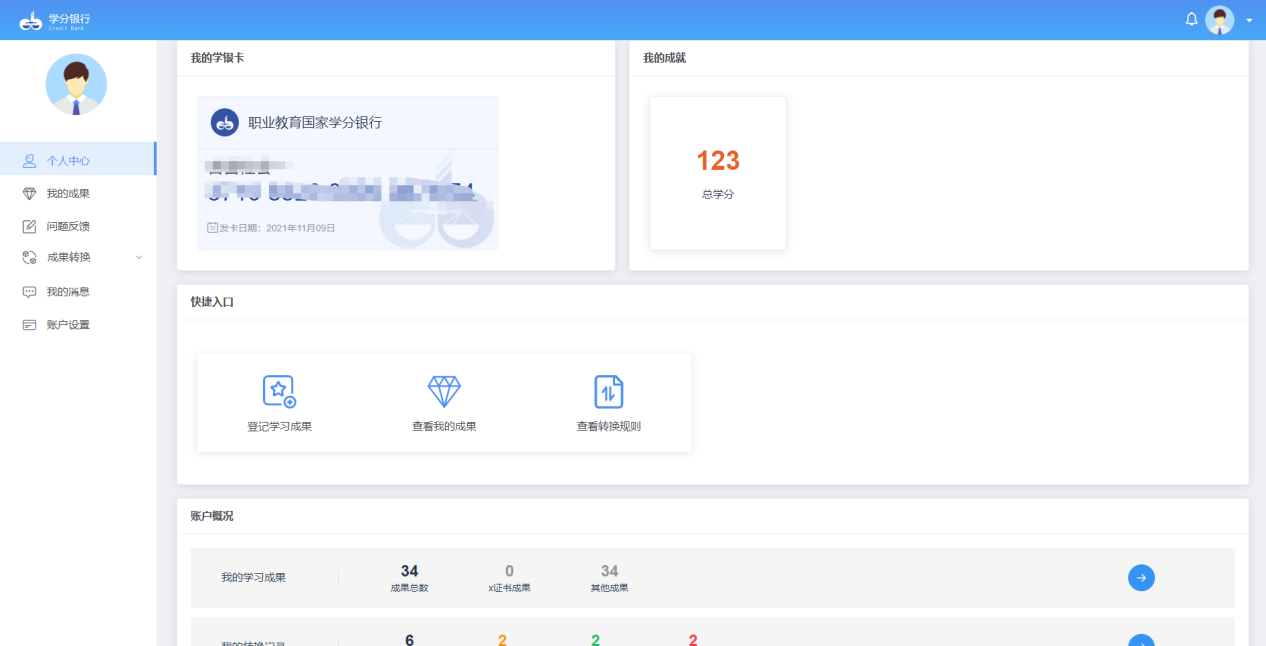 学分银行
Credit Bank
个人中心
我的成果
问题反馈
成果转换
我的消息
账户设置
我的学银卡
职业教育国家学分银行
发卡日期：2021年11月09日
我的成就
123
总学分
快捷入口
登记学习成果
查看我的成果
查看转换规则
账户概况
我的学习成果
34
成果总数
0
x证书成果
34
其他成果
我的转换记录
6
2
2
2